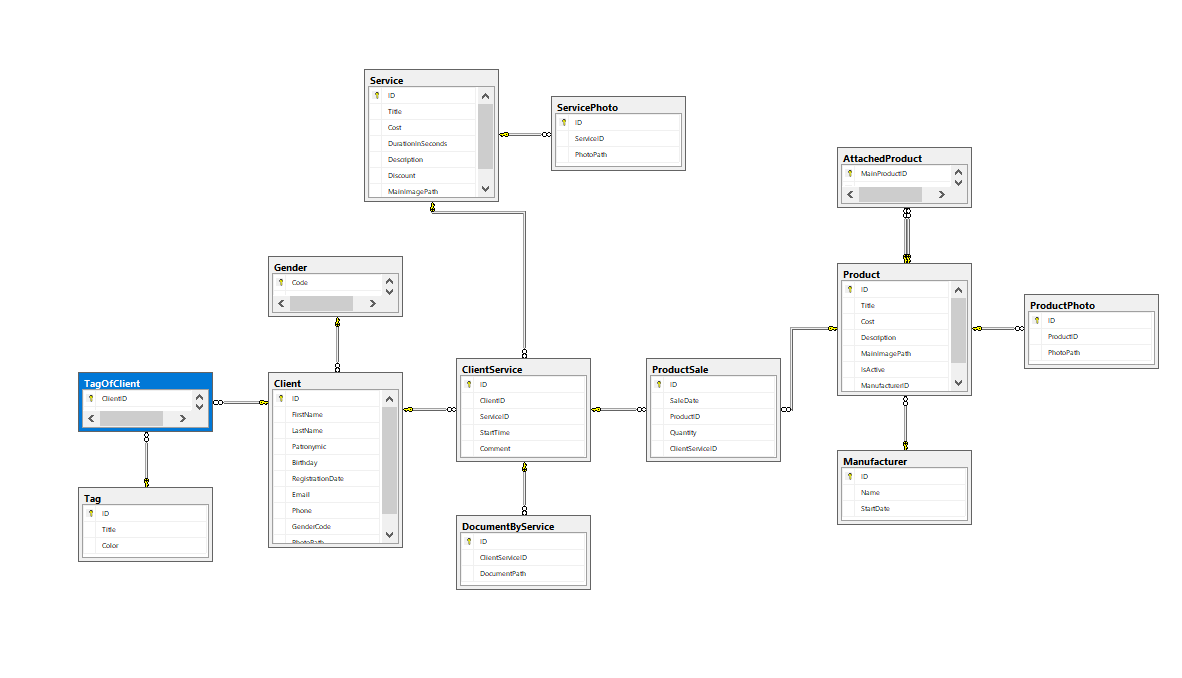 Service
ID
Title
Cost
DurationInSeconds
Description
Discount
MainImagePath
ServicePhoto
ID
ServiceID
PhotoPath
AttachedProduct
MainProductID
Gender
Code
Product
ID
Title
Cost
Description
MainImagePath
IsActive
ManufacturerID
ProductPhoto
ID
ProductID
PhotoPath
TagOfClient
ClientID
Client
ID
FirstName
LastName
Patronymic
Birthday
RegistrationDate
Email
Phone
GenderCode
PhotoPath
ClientService
ID
ClientID
ServiceID
StartTime
Comment
ProductSale
ID
SaleDate
ProductID
Quantity
ClientServiceID
Manufacturer
ID
Name
StartDate
Tag
ID
Title
Color
DocumentByService
ID
ClientServiceID
DocumentPath